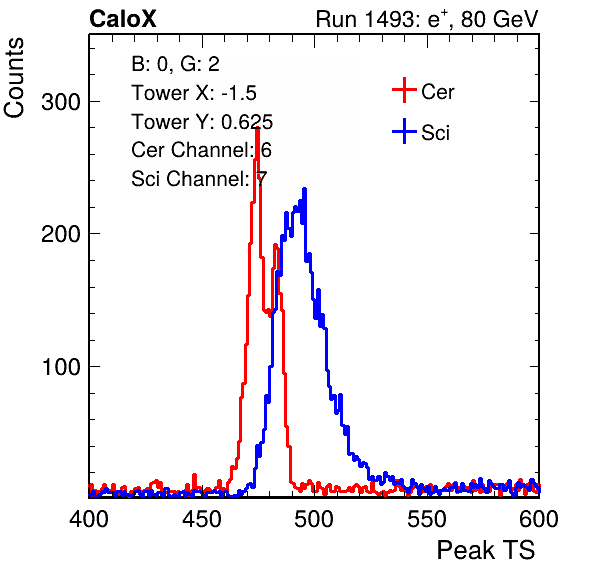 CaloX Run 1493: e⁺, 80 GeV
Counts
B: 0, G: 2
Tower X: -1.5
Tower Y: 0.625
Cer Channel: 6
Sci Channel: 7
Cer
Sci
300
200
100
400 450 500 550 600
Peak TS